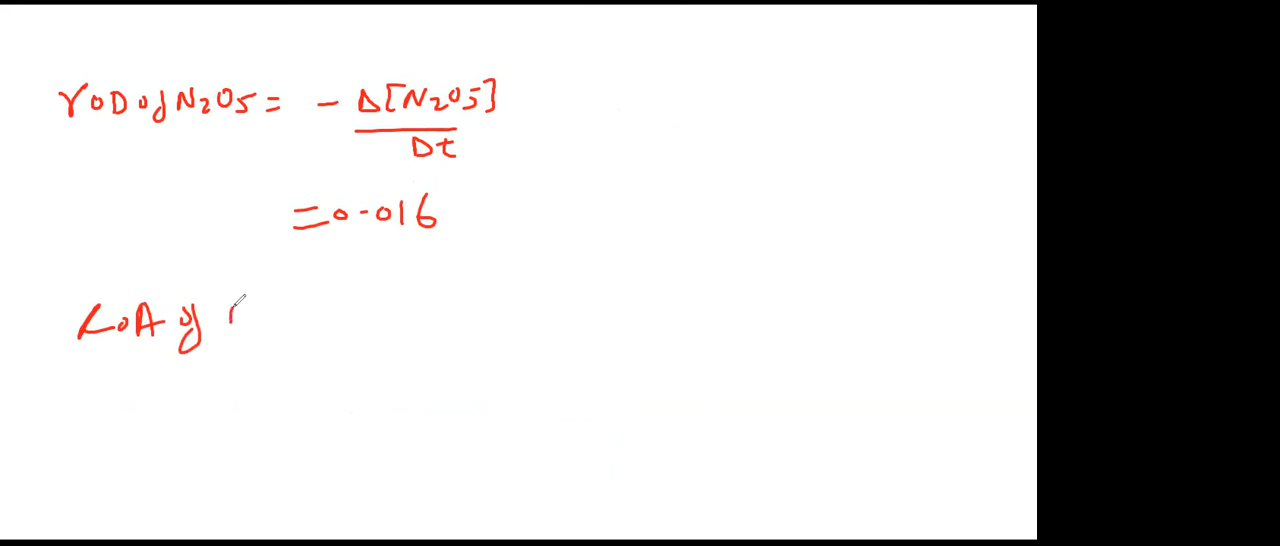 roD of N2O5 = - Δ[N2O5]
Δt
= 0.016
roA of